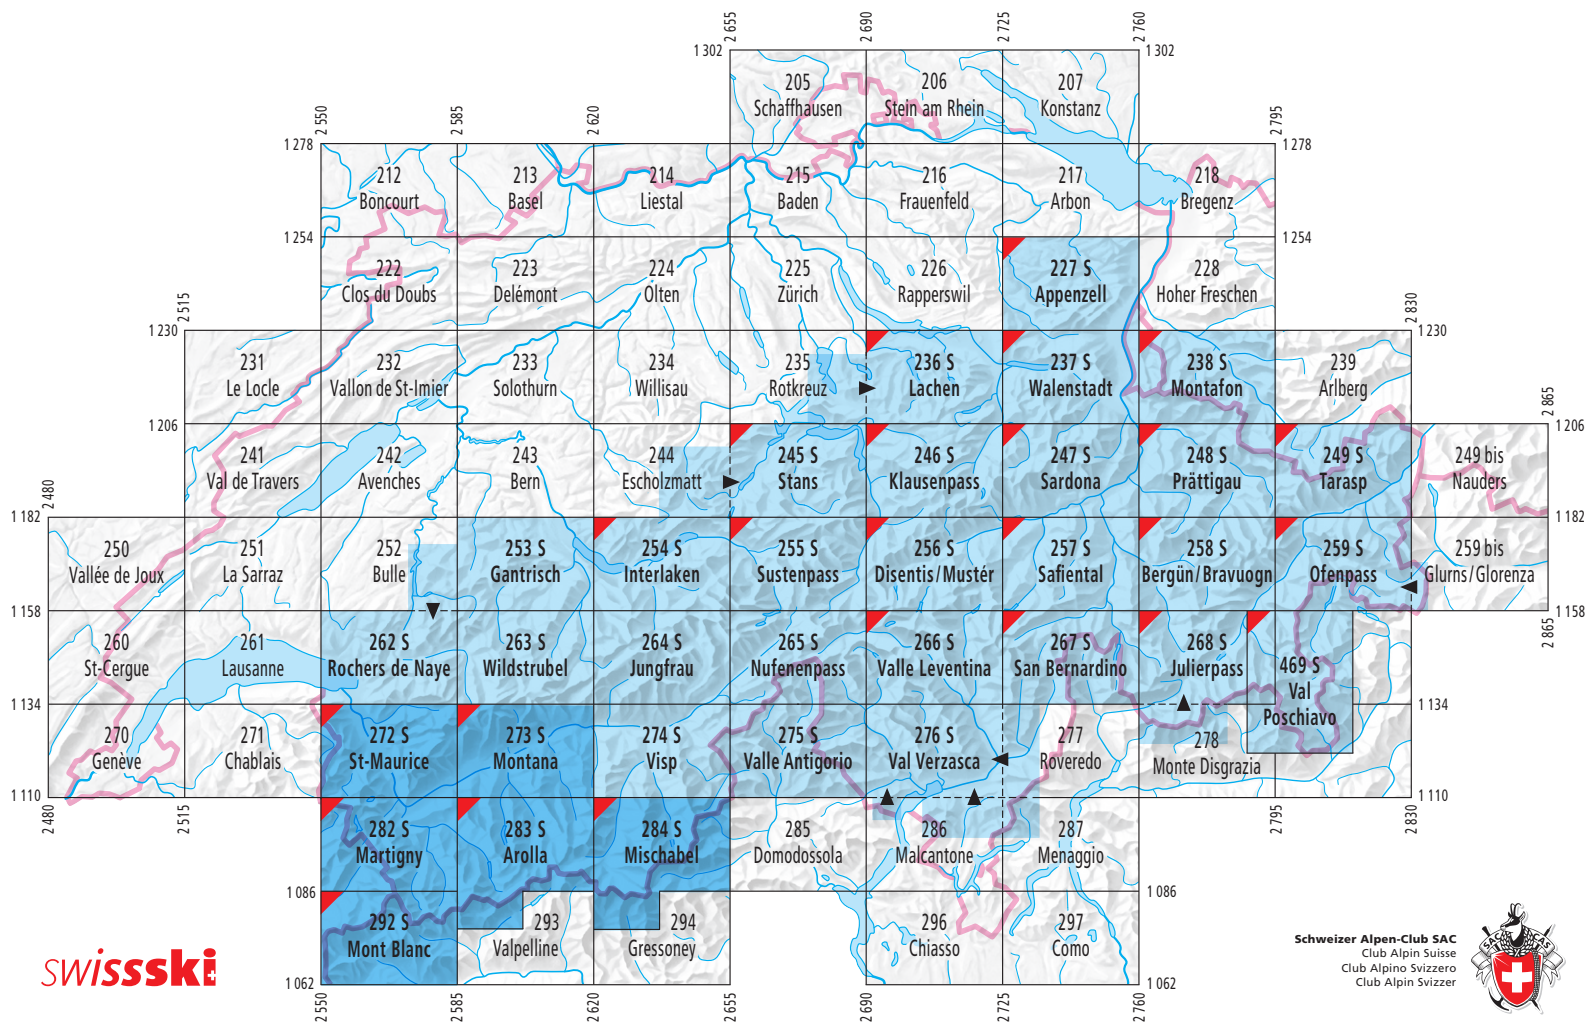 2 655
2 690
2 725
2 760
1 302
1 302
205
Schaffhausen
206
Stein am Rhein
207
Konstanz
2 550
2 585
2 620
2 795
1 278
1 278
212
Boncourt
213
Basel
214
Liestal
215
Baden
216
Frauenfeld
217
Arbon
218
Bregenz
1 254
1 254
222
Clos du Doubs
223
Delémont
224
Olten
225
Zürich
226
Rapperswil
227 S
Appenzell
228
Hoher Freschen
2 515
2 830
1 230
1 230
231
Le Locle
232
Vallon de St-Imier
233
Solothurn
234
Willisau
235
Rotkreuz
236 S
Lachen
237 S
Walenstadt
238 S
Montafon
239
Arlberg
2 865
1 206
1 206
241
Val de Travers
242
Avenches
243
Bern
244
Escholzmatt
245 S
Stans
246 S
Klausenpass
247 S
Sardona
248 S
Prättigau
249 S
Tarasp
249 bis
Nauders
2 480
1 182
1 182
250
Vallée de Joux
251
La Sarraz
252
Bulle
253 S
Gantrisch
254 S
Interlaken
255 S
Sustenpass
256 S
Disentis/Mustér
257 S
Safiental
258 S
Bergün/Bravuogn
259 S
Ofenpass
259 bis
Glurns/Glorenza
1 158
1 158
2 865
260
St-Cergue
261
Lausanne
262 S
Rochers de Naye
263 S
Wildstrubel
264 S
Jungfrau
265 S
Nufenenpass
266 S
Valle Leventina
267 S
San Bernardino
268 S
Julierpass
469 S
Val
Poschiavo
1 134
1 134
270
Genève
271
Chablais
272 S
St-Maurice
273 S
Montana
274 S
Visp
275 S
Valle Antigorio
276 S
Val Verzasca
277
Roveredo
278
Monte Disgrazia
1 110
1 110
2 480
2 515
2 795
2 830
282 S
Martigny
283 S
Arolla
284 S
Mischabel
285
Domodossola
286
Malcantone
287
Menaggio
1 086
1 086
292 S
Mont Blanc
293
Valpelline
294
Gressoney
296
Chiasso
297
Como
1 062
1 062
2 550
2 585
2 620
2 655
2 690
2 725
2 760
swissski
Schweizer Alpen-Club SAC
Club Alpin Suisse
Club Alpino Svizzero
Club Alpin Svizzer
SAC
CAS